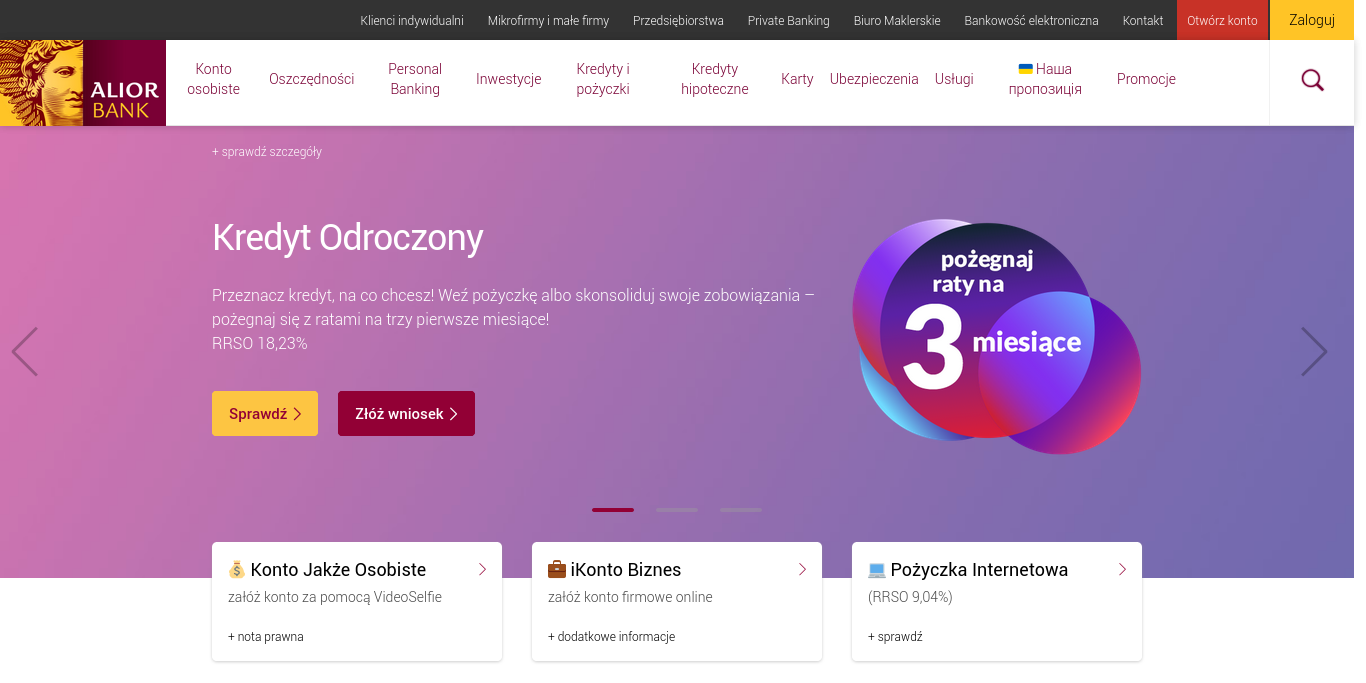 Klienci indywidualni Mikrofirmy i małe firmy Przedsiębiorstwa Private Banking Biuro Maklerskie Bankowość elektroniczna Kontakt Otwórz konto Zaloguj
ALIOR
BANK
Konto
osobiste
Oszczędności
Personal
Banking
Inwestycje
Kredyty i
pożyczki
Kredyty
hipoteczne
Karty
Ubezpieczenia
Usługi
Наша
пропозиція
Promocje
+ sprawdź szczegóły
Kredyt Odroczony
Przeznacz kredyt, na co chcesz! Weź pożyczkę albo skonsoliduj swoje zobowiązania –
pożegnaj się z ratami na trzy pierwsze miesiące!
RRSO 18,23%
Sprawdź
Złóż wniosek
pożegnaj
raty na
3 miesiące
Konto Jakże Osobiste
załóż konto za pomocą VideoSelfie
+ nota prawna
iKonto Biznes
załóż konto firmowe online
+ dodatkowe informacje
Pożyczka Internetowa
(RRSO 9,04%)
+ sprawdź